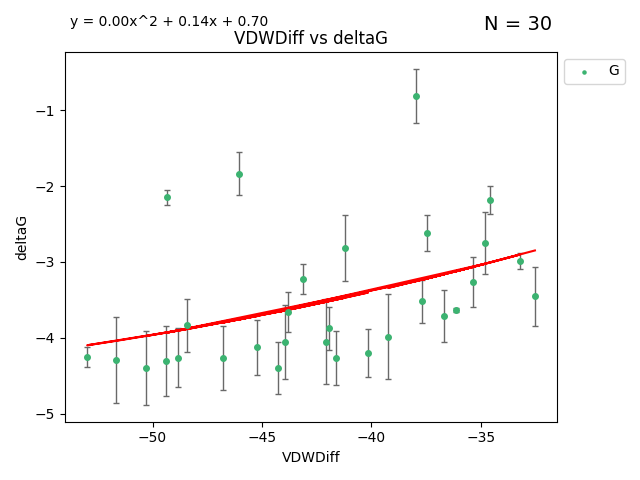 y = 0.00x^2 + 0.14x + 0.70
N = 30
VDWDiff vs deltaG
G
−1
−2
−3
−4
−5
deltaG
−50
−45
−40
−35
VDWDiff